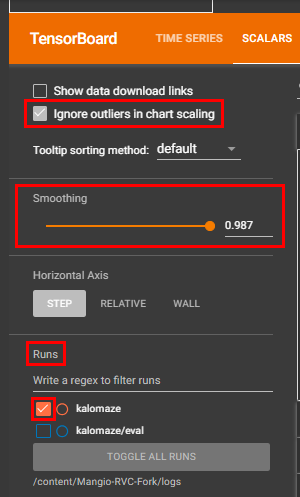 TensorBoard
TIME SERIES
SCALARS
Show data download links
Ignore outliers in chart scaling
Tooltip sorting method: default
Smoothing
0.987
Horizontal Axis
STEP
RELATIVE
WALL
Runs
Write a regex to filter runs
kalomaze
kalomaze/eval
TOGGLE ALL RUNS
/content/Mangio-RVC-Fork/logs